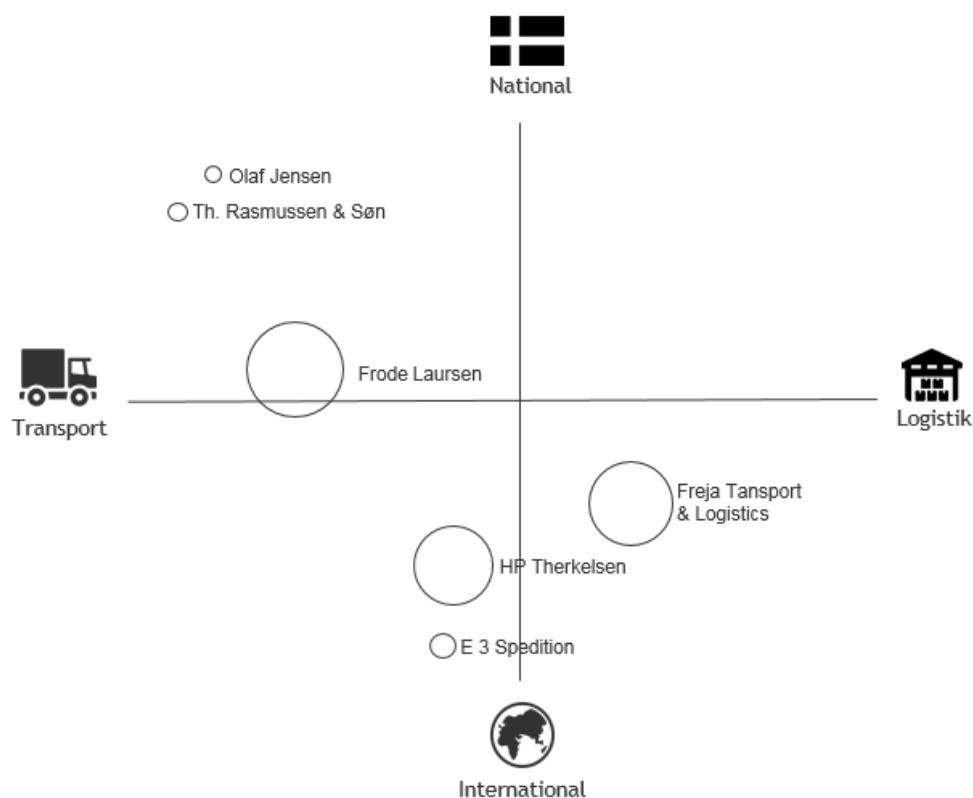 National
Olaf Jensen
Th. Rasmussen & Søn
Frode Laursen
Transport
Logistik
Freja Tansport
& Logistics
HP Therkelsen
E 3 Spedition
International